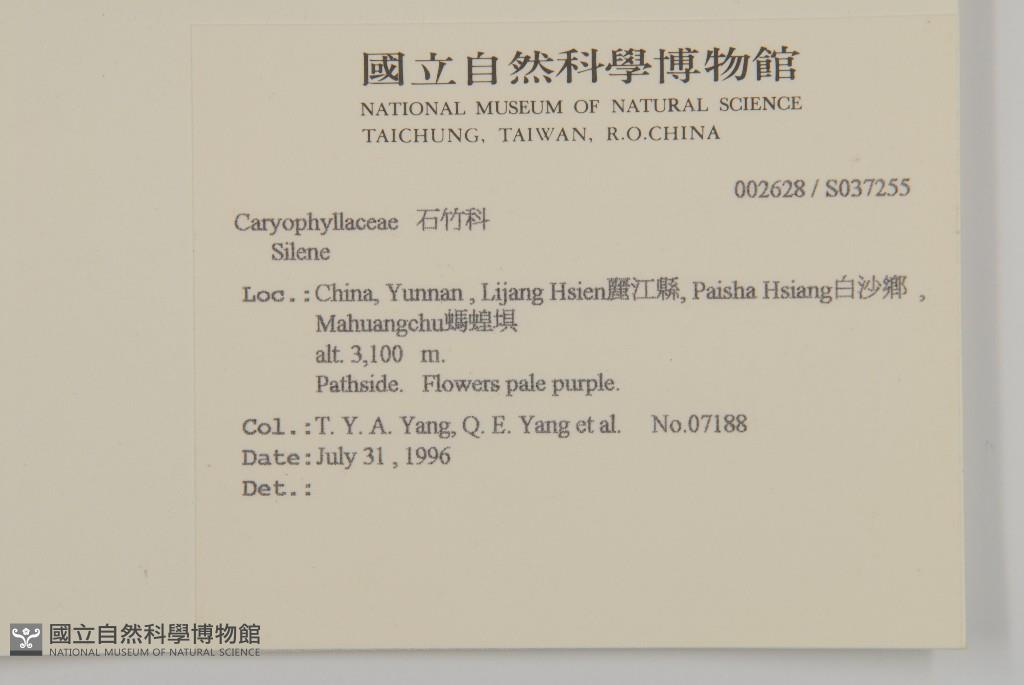 國立自然科學博物館
NATIONAL MUSEUM OF NATURAL SCIENCE
TAICHUNG, TAIWAN, R.O.CHINA
002628 / S037255
Caryophyllaceae 石竹科
Silene
Loc.: China, Yunnan , Lijang Hsien麗江縣, Paisha Hsiang白沙鄉 ,
Mahuangchu螞蝗埧
alt. 3,100 m.
Pathside. Flowers pale purple.
Col.: T. Y. A. Yang, Q. E. Yang et al. No.07188
Date: July 31 , 1996
Det.:
國立自然科學博物館
NATIONAL MUSEUM OF NATURAL SCIENCE